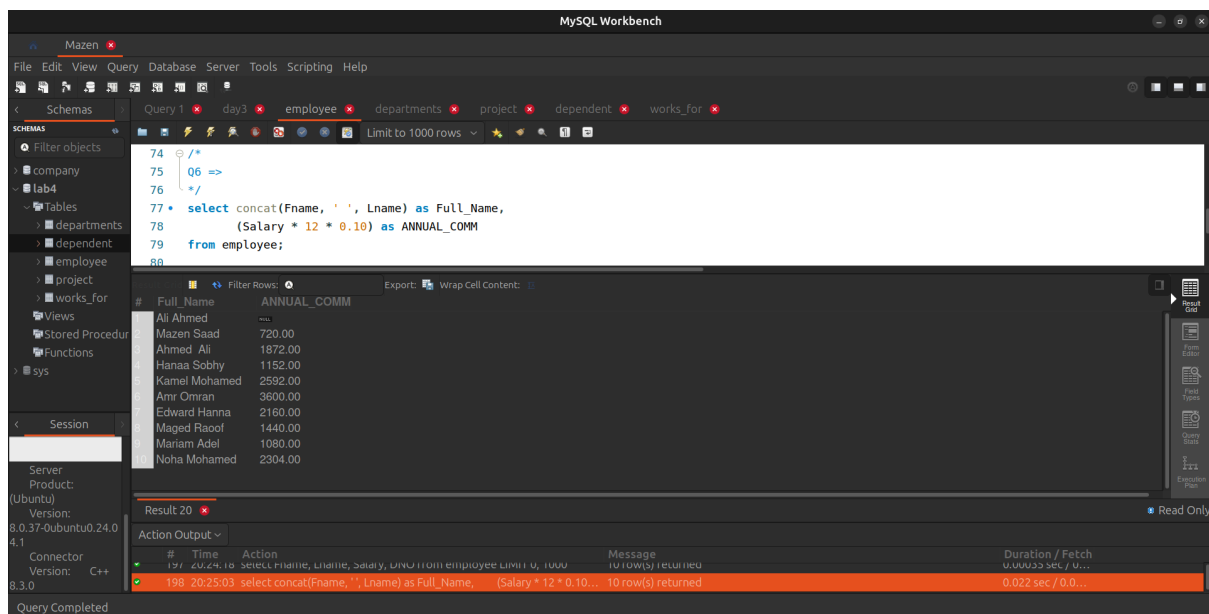 MySQL Workbench
Mazen
File Edit View Query Database Server Tools Scripting Help
Schemas
Query 1 day3 employee departments project dependent works_for
SCHEMAS
Limit to 1000 rows
Filter objects
company
lab4
Tables
departments
dependent
employee
project
works_for
Views
Stored Procedur
Functions
sys
74 /*
75 Q6 =>
76 */
77 select concat(Fname, ' ', Lname) as Full_Name,
78 (Salary * 12 * 0.10) as ANNUAL_COMM
79 from employee;
80
Filter Rows: Export: Wrap Cell Content:
# Full_Name ANNUAL_COMM
1 Ali Ahmed NULL
2 Mazen Saad 720.00
3 Ahmed Ali 1872.00
4 Hanaa Sobhy 1152.00
5 Kamel Mohamed 2592.00
6 Amr Omran 3600.00
7 Edward Hanna 2160.00
8 Maged Raoof 1440.00
9 Mariam Adel 1080.00
10 Noha Mohamed 2304.00
Result
Grid
Form
Editor
Field
Types
Query
Stats
Execution
Plan
Session
Server
Product:
(Ubuntu)
Version:
8.0.37-0ubuntu0.24.0
4.1
Connector
Version: C++
8.3.0
Result 20
Read Only
Action Output
# Time Action Message Duration / Fetch
197 20:24:18 select Fname, Lname, Salary, DNO from employee LIMIT 0, 1000 10 row(s) returned 0.00035 sec / 0...
198 20:25:03 select concat(Fname, ' ', Lname) as Full_Name, (Salary * 12 * 0.10... 10 row(s) returned 0.022 sec / 0.0...
Query Completed